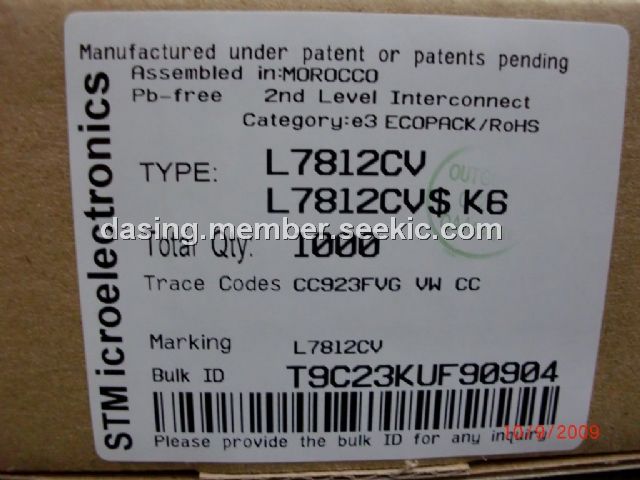 Manufactured under patent or patents pending
Assembled in:MOROCCO
Pb-free 2nd Level Interconnect
Category:e3 ECOPACK/RoHS
STMicroelectronics
TYPE: L7812CV
L7812CV$ K6
dasing.member.seekic.com
Total Qty. 1000
Trace Codes CC923FVG VW CC
Marking L7812CV
Bulk ID T9C23KUF90904
Please provide the bulk ID for any inquiry
10/9/2009